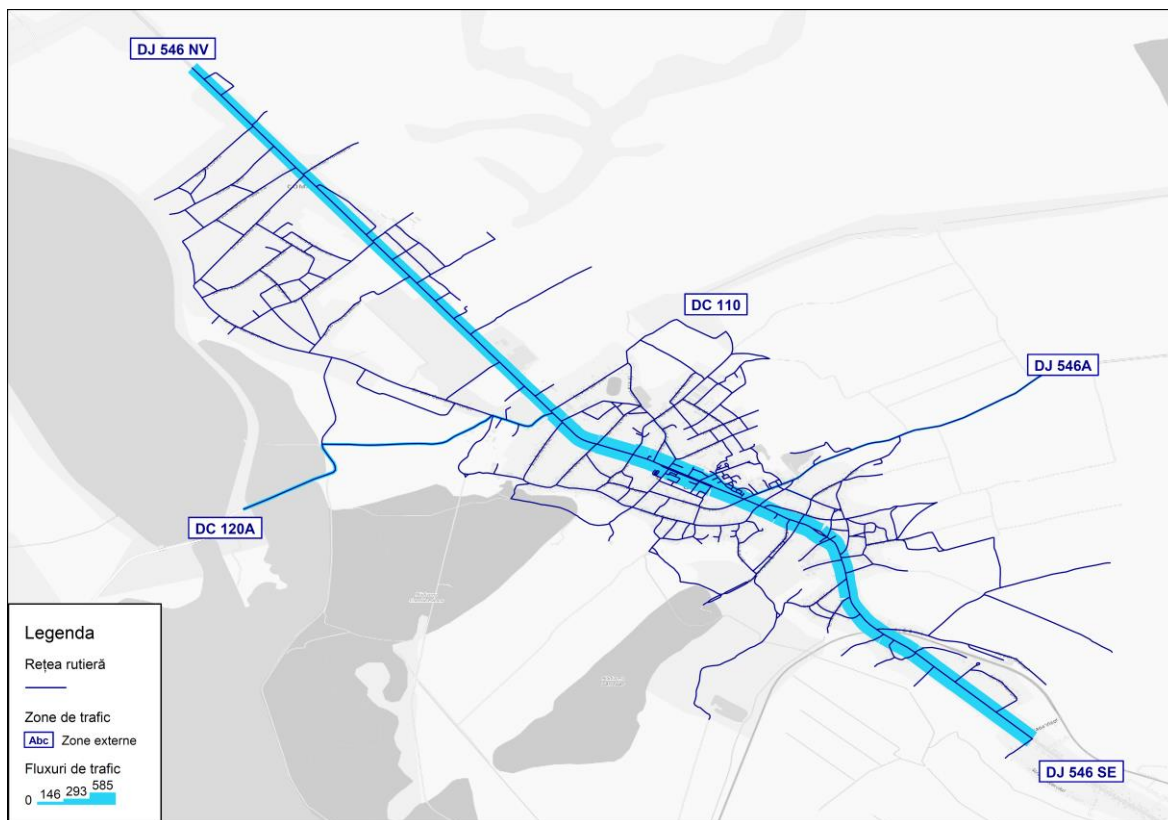 DJ 546 NV
DC 110
DJ 546A
DC 120A
DJ 546 SE
Legenda
Rețea rutieră
Zone de trafic
Abc Zone externe
Fluxuri de trafic
0 146 293 585